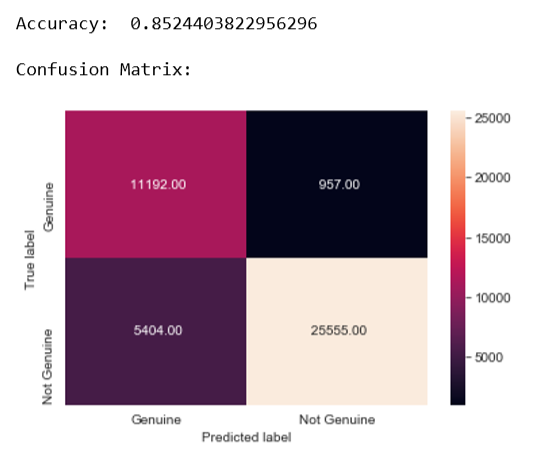 Accuracy:  0.8524403822956296
Confusion Matrix:
25000
11192.00
957.00
Genuine
20000
True label
15000
10000
5404.00
25555.00
Not Genuine
5000
Genuine
Not Genuine
Predicted label